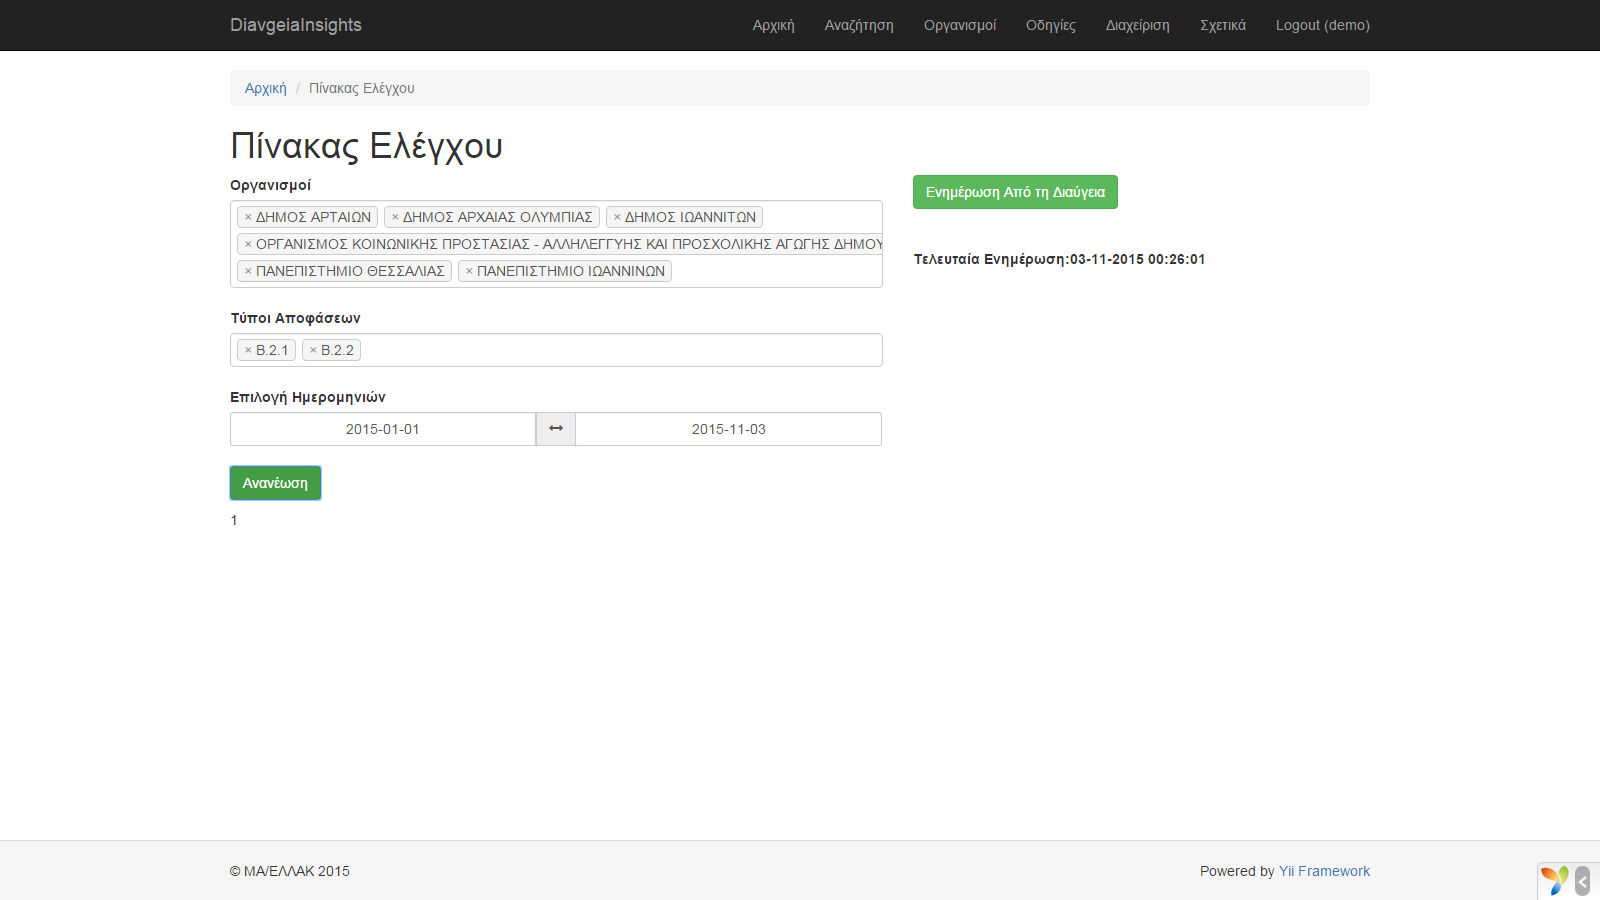 DiavgeiaInsights Αρχική Αναζήτηση Οργανισμοί Οδηγίες Διαχείριση Σχετικά Logout (demo)
Αρχική / Πίνακας Ελέγχου
Πίνακας Ελέγχου
Οργανισμοί
× ΔΗΜΟΣ ΑΡΤΑΙΩΝ × ΔΗΜΟΣ ΑΡΧΑΙΑΣ ΟΛΥΜΠΙΑΣ × ΔΗΜΟΣ ΙΩΑΝΝΙΤΩΝ
× ΟΡΓΑΝΙΣΜΟΣ ΚΟΙΝΩΝΙΚΗΣ ΠΡΟΣΤΑΣΙΑΣ - ΑΛΛΗΛΕΓΓΥΗΣ ΚΑΙ ΠΡΟΣΧΟΛΙΚΗΣ ΑΓΩΓΗΣ ΔΗΜΟΥ
× ΠΑΝΕΠΙΣΤΗΜΙΟ ΘΕΣΣΑΛΙΑΣ × ΠΑΝΕΠΙΣΤΗΜΙΟ ΙΩΑΝΝΙΝΩΝ
Τύποι Αποφάσεων
× Β.2.1 × Β.2.2
Επιλογή Ημερομηνιών
2015-01-01 2015-11-03
Ανανέωση
1
Ενημέρωση Από τη Διαύγεια
Τελευταία Ενημέρωση:03-11-2015 00:26:01
© ΜΑ/ΕΛΛΑΚ 2015 Powered by Yii Framework